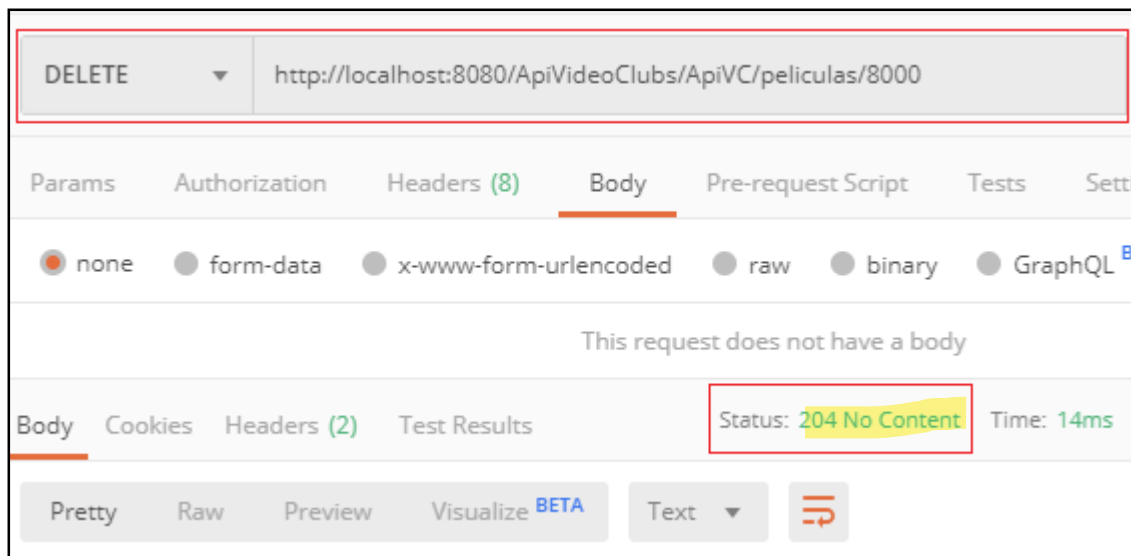 DELETE http://localhost:8080/ApiVideoClubs/ApiVC/peliculas/8000
Params Authorization Headers (8) Body Pre-request Script Tests Setti
none form-data x-www-form-urlencoded raw binary GraphQL B
This request does not have a body
Body Cookies Headers (2) Test Results Status: 204 No Content Time: 14ms
Pretty Raw Preview Visualize BETA Text